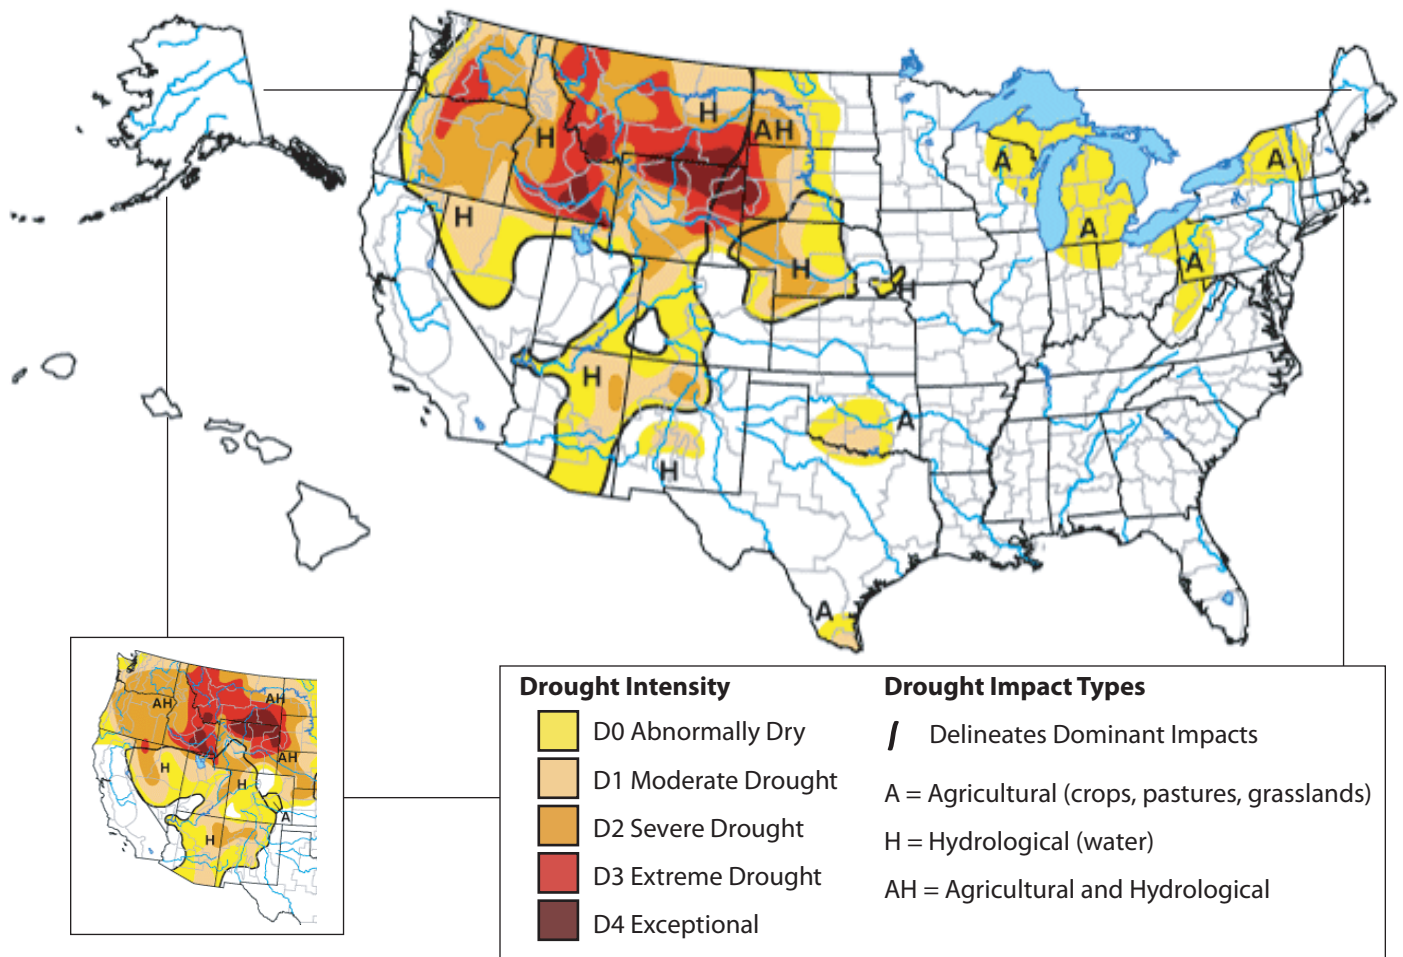 H
AH
H
H
H
H
H
H
A
A
A
A
A
A
AH
AH
H
AH
H
A
H
Drought Intensity
D0 Abnormally Dry
D1 Moderate Drought
D2 Severe Drought
D3 Extreme Drought
D4 Exceptional
Drought Impact Types
Delineates Dominant Impacts
A = Agricultural (crops, pastures, grasslands)
H = Hydrological (water)
AH = Agricultural and Hydrological